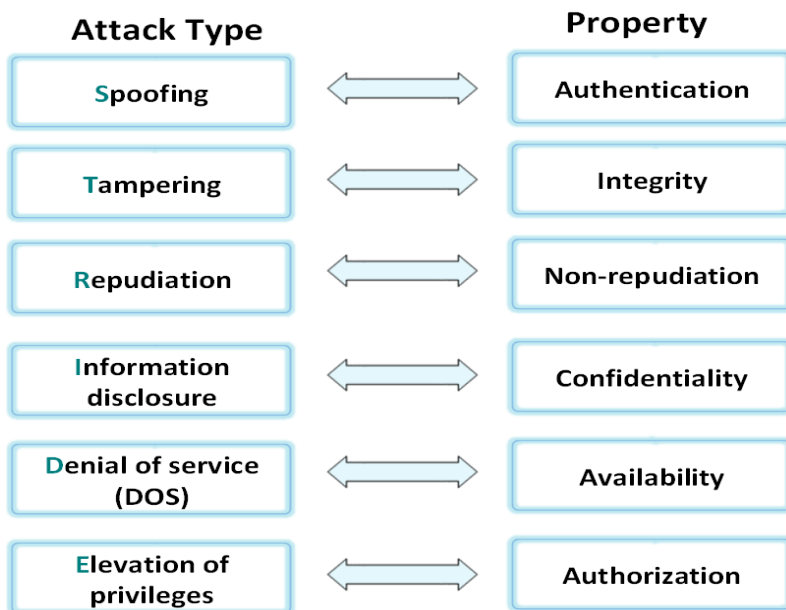 Attack Type
Property
Spoofing
Authentication
Tampering
Integrity
Repudiation
Non-repudiation
Information
disclosure
Confidentiality
Denial of service
(DOS)
Availability
Elevation of
privileges
Authorization